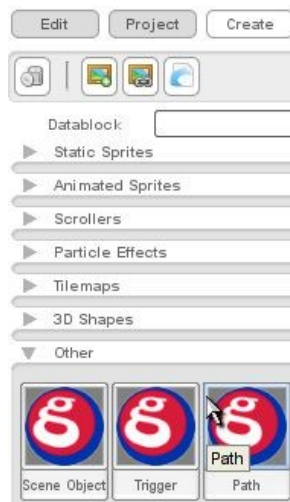 Edit Project Create
Datablock
Static Sprites
Animated Sprites
Scrollers
Particle Effects
Tilemaps
3D Shapes
Other
g g g
Path
Scene Object Trigger Path